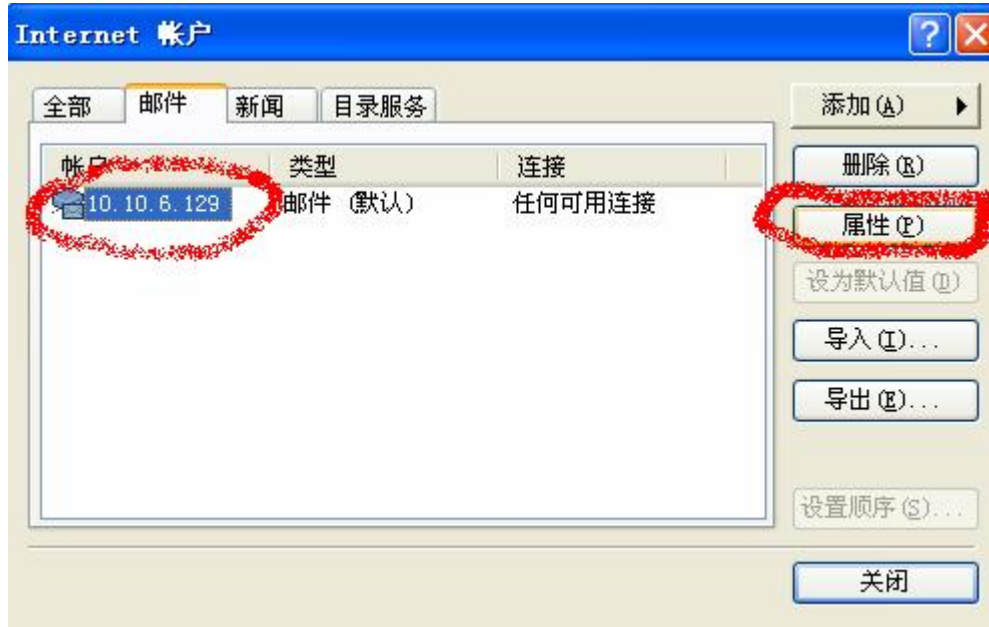 Internet 帐户
全部 邮件 新闻 目录服务
帐户 类型 连接
10.10.6.129 邮件 (默认) 任何可用连接
添加(A)
删除(R)
属性(P)
设为默认值(D)
导入(I)...
导出(E)...
设置顺序(S)...
关闭